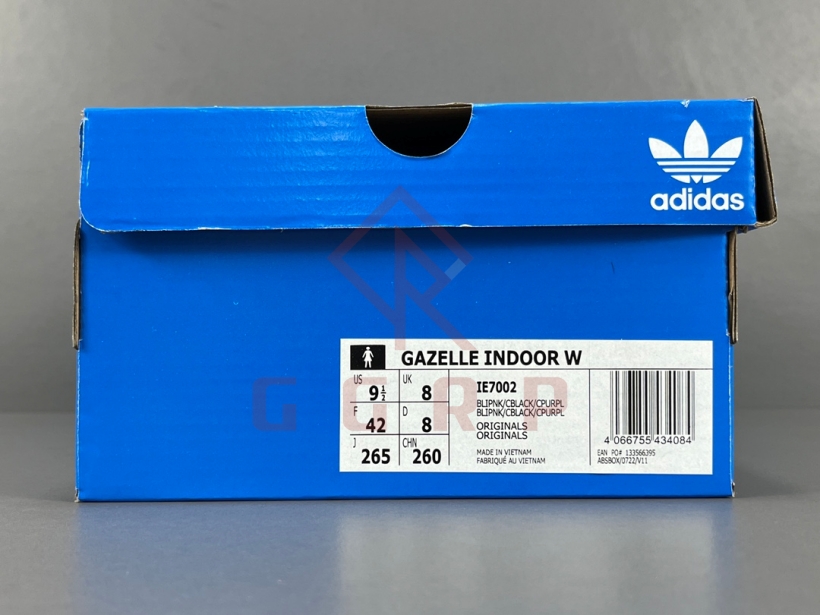 adidas
GGRP
GAZELLE INDOOR W
US 9½ UK 8
F 42 D 8
J 265 CHN 260
IE7002
BLIPNK/CBLACK/CPURPL
BLIPNK/CBLACK/CPURPL
ORIGINALS
ORIGINALS
MADE IN VIETNAM
FABRIQUÉ AU VIETNAM
4 066755 434084
EAN PO# 133566395
ABSBOX/0722/V11